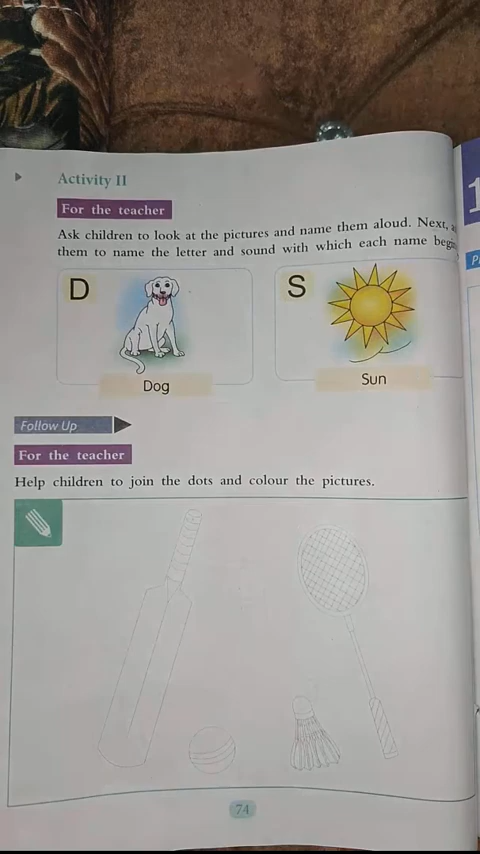 Activity II
For the teacher
Ask children to look at the pictures and name them aloud. Next,
them to name the letter and sound with which each name
D
S
Dog
Sun
Follow Up
For the teacher
Help children to join the dots and colour the pictures.
74
1